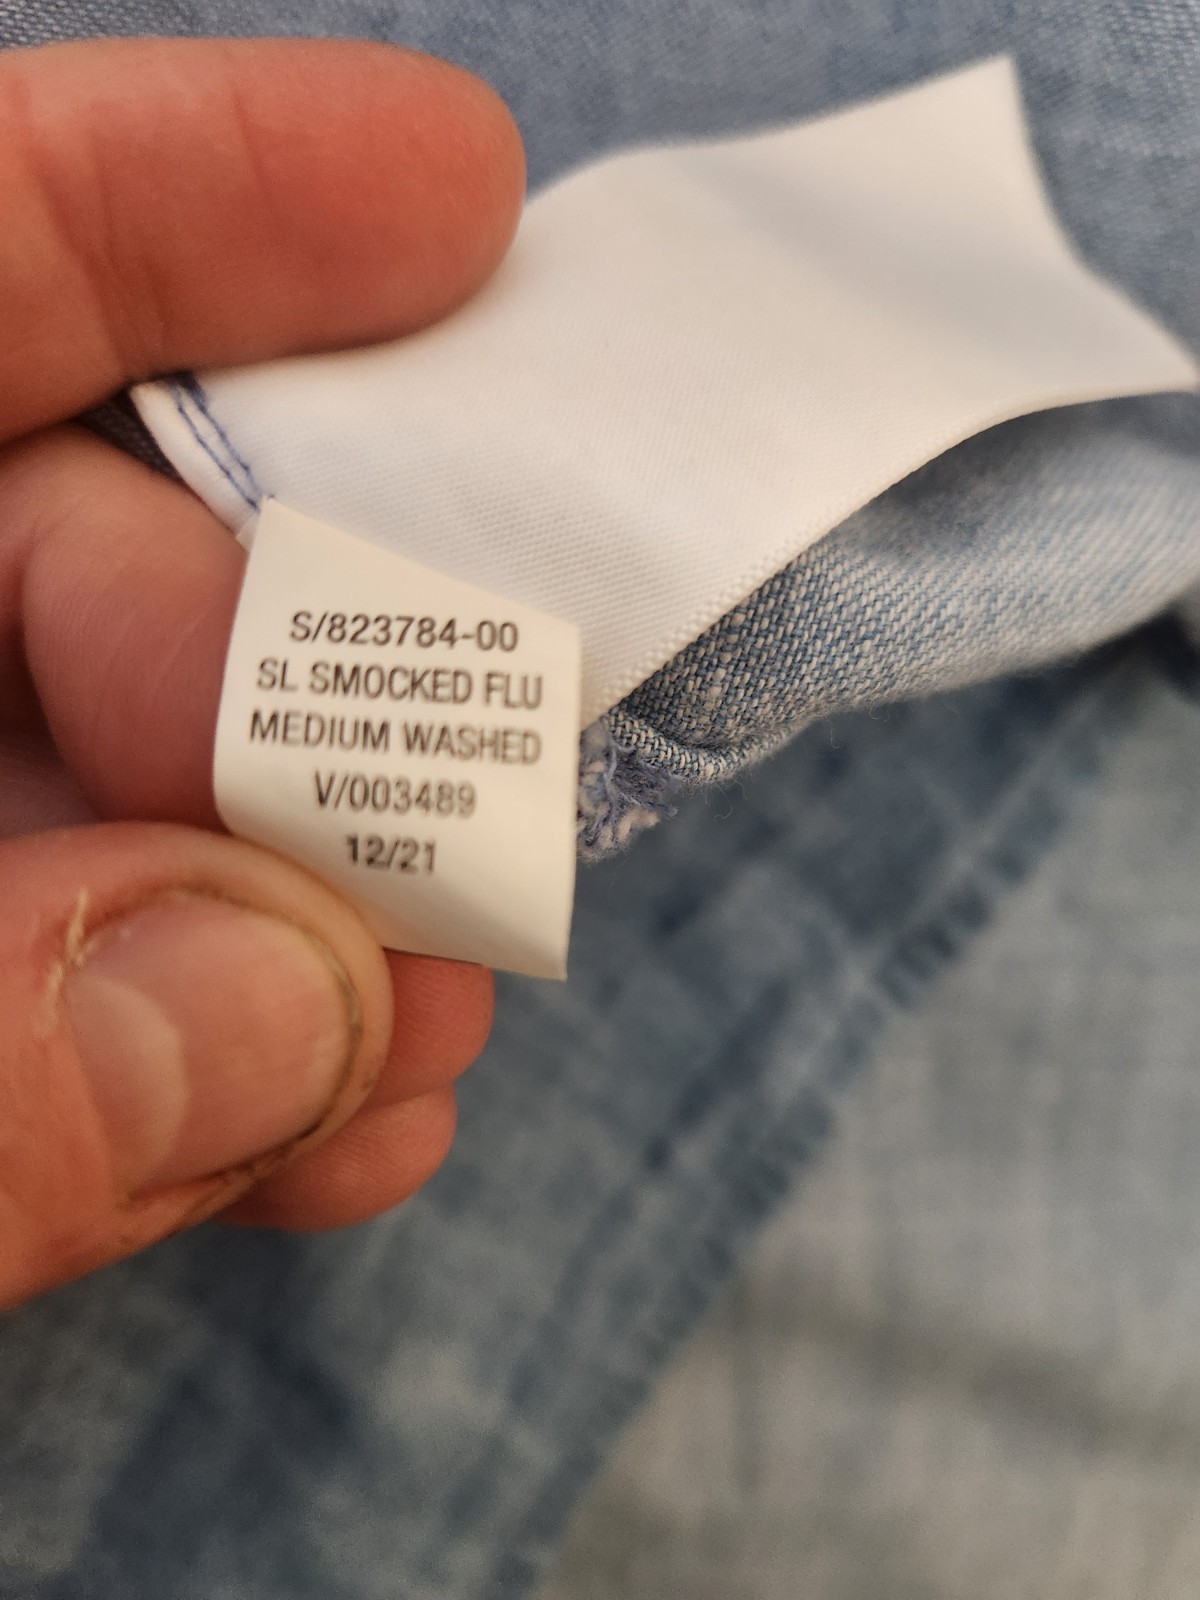 S/823784-00
SL SMOCKED FLU
MEDIUM WASHED
V/003489
12/21